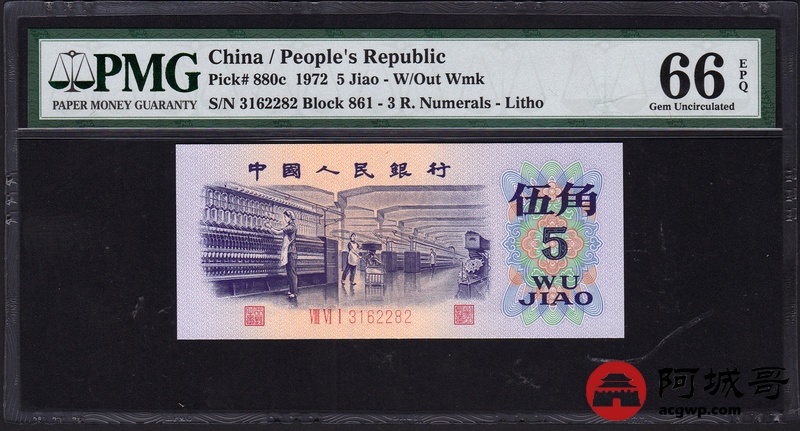 PMG
PAPER MONEY GUARANTY
China / People's Republic
Pick# 880c 1972 5 Jiao - W/Out Wmk
S/N 3162282 Block 861 - 3 R. Numerals - Litho
66 EPQ
Gem Uncirculated
中國人民銀行
伍角
5
WU
JIAO
VIII VI I 3162282
阿城哥
acgwp.com